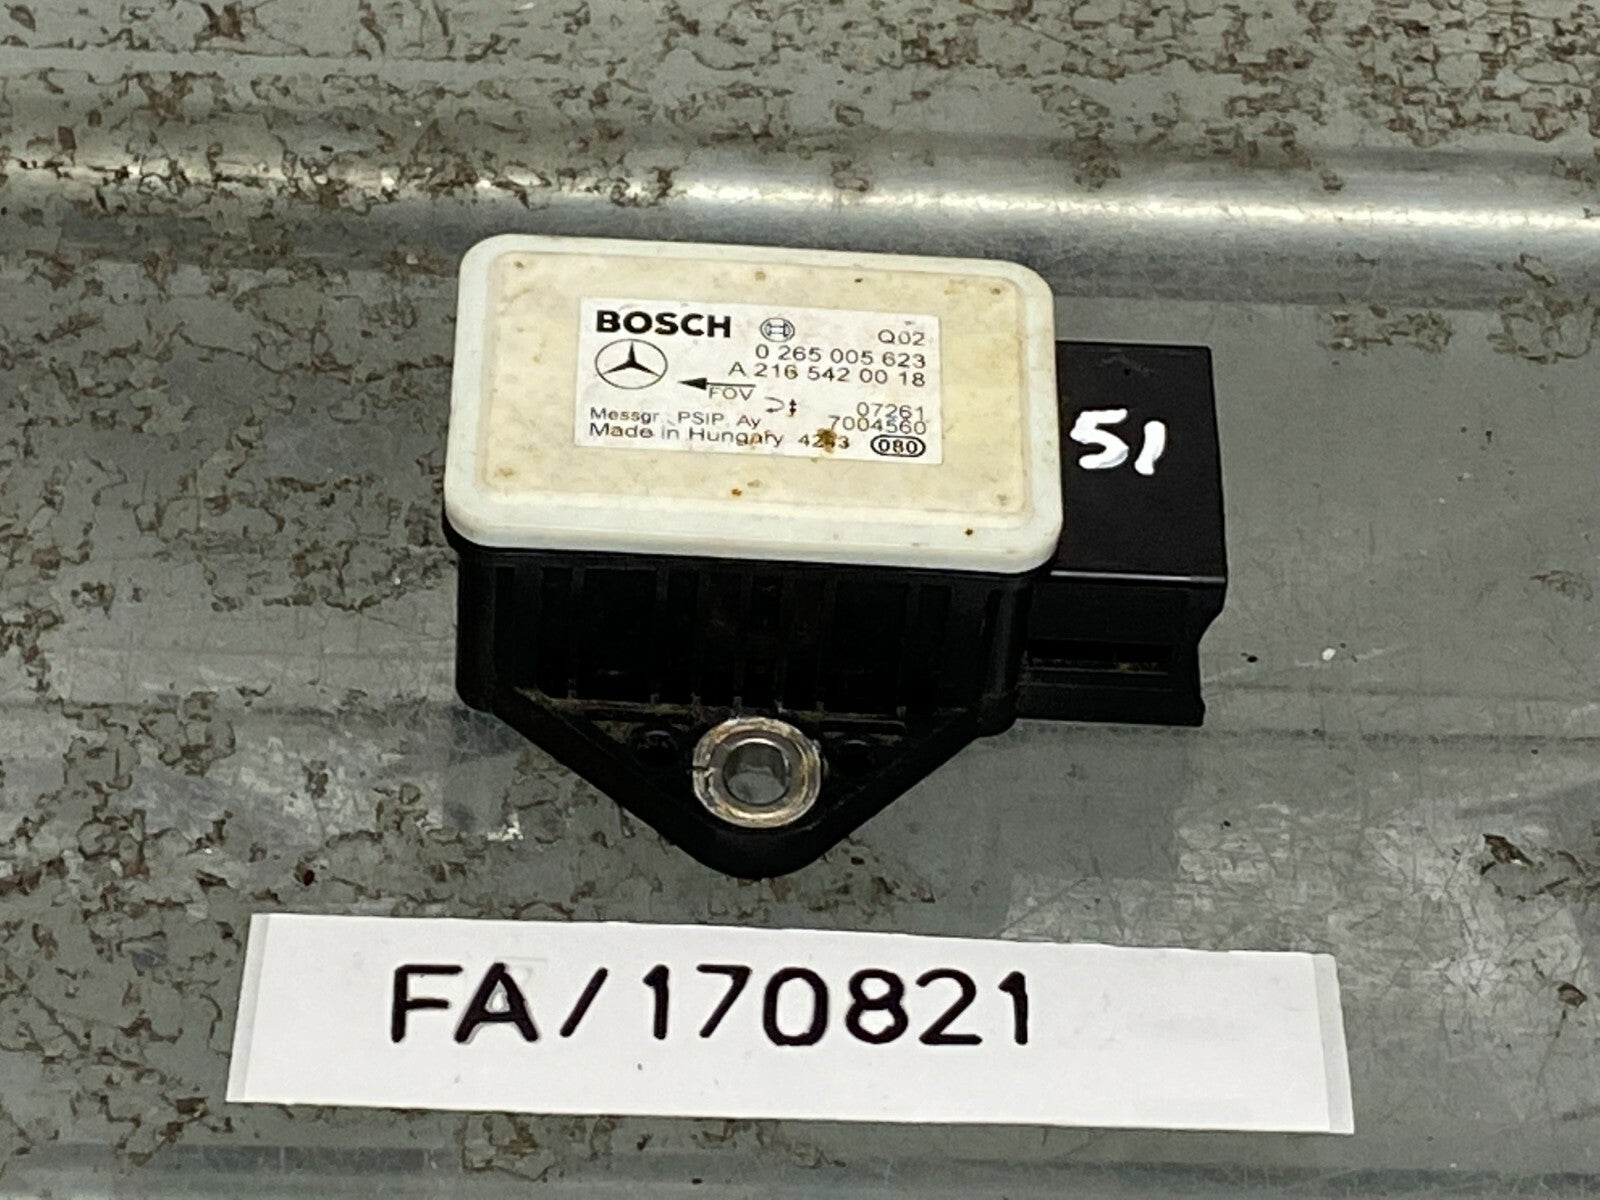 BOSCH Q02
0 265 005 623
A 216 542 00 18
FOV
07261
Messgr. PSIP, Ay 7004560
Made in Hungary 080
51
FA/170821